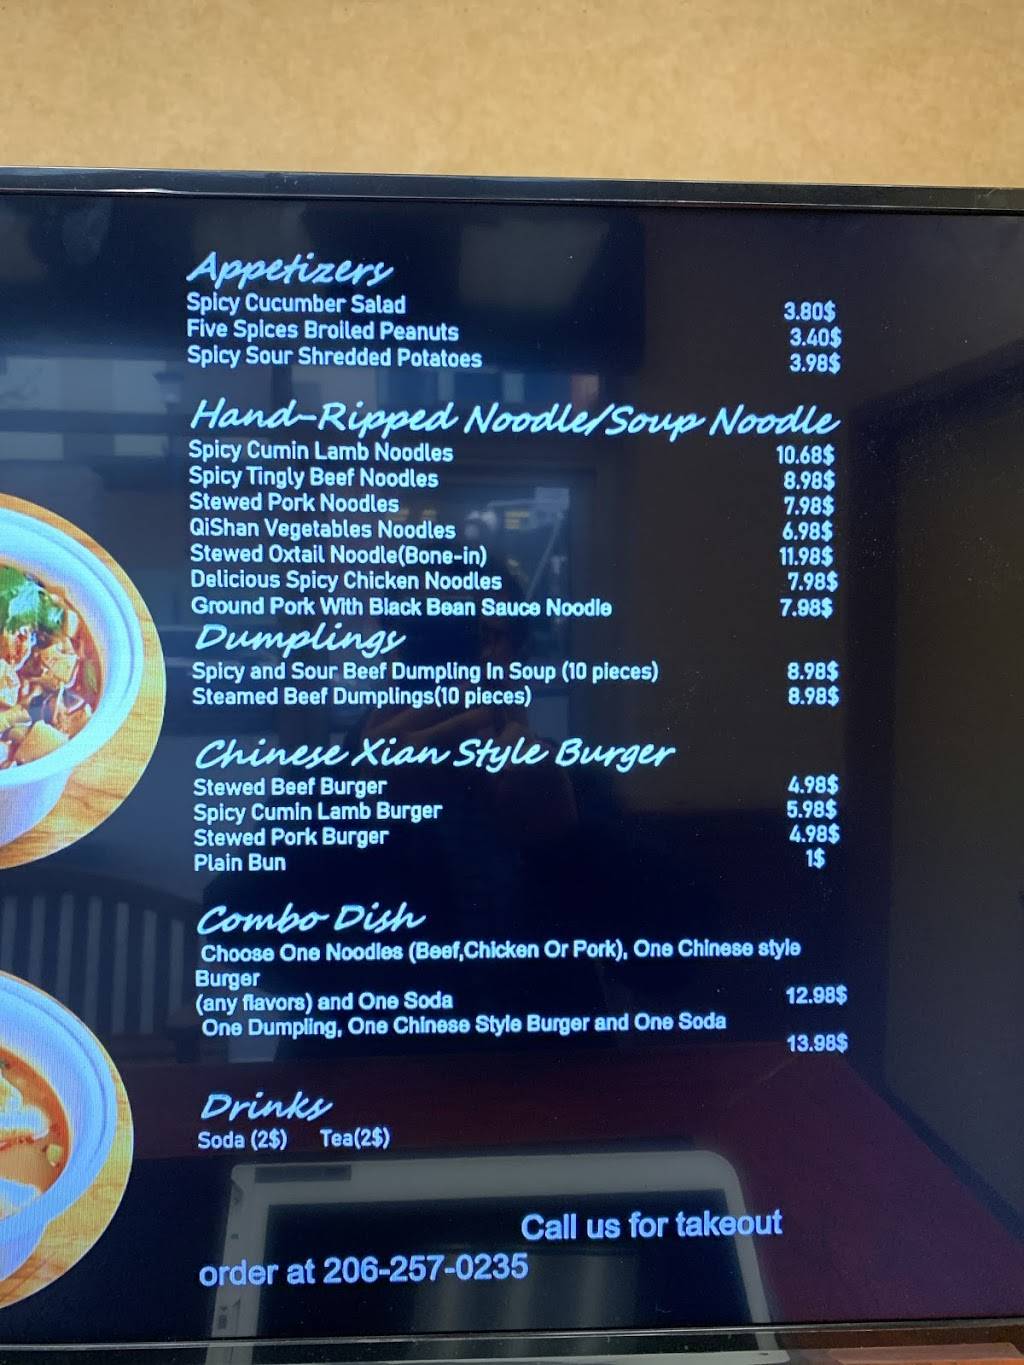 Appetizers
Spicy Cucumber Salad 3.80$
Five Spices Broiled Peanuts 3.40$
Spicy Sour Shredded Potatoes 3.98$
Hand-Ripped Noodle/Soup Noodle
Spicy Cumin Lamb Noodles 10.68$
Spicy Tingly Beef Noodles 8.98$
Stewed Pork Noodles 7.98$
QiShan Vegetables Noodles 6.98$
Stewed Oxtail Noodle(Bone-in) 11.98$
Delicious Spicy Chicken Noodles 7.98$
Ground Pork With Black Bean Sauce Noodle 7.98$
Dumplings
Spicy and Sour Beef Dumpling In Soup (10 pieces) 8.98$
Steamed Beef Dumplings(10 pieces) 8.98$
Chinese Xian Style Burger
Stewed Beef Burger 4.98$
Spicy Cumin Lamb Burger 5.98$
Stewed Pork Burger 4.98$
Plain Bun 1$
Combo Dish
Choose One Noodles (Beef,Chicken Or Pork), One Chinese style
Burger
(any flavors) and One Soda 12.98$
One Dumpling, One Chinese Style Burger and One Soda
13.98$
Drinks
Soda (2$) Tea(2$)
Call us for takeout
order at 206-257-0235